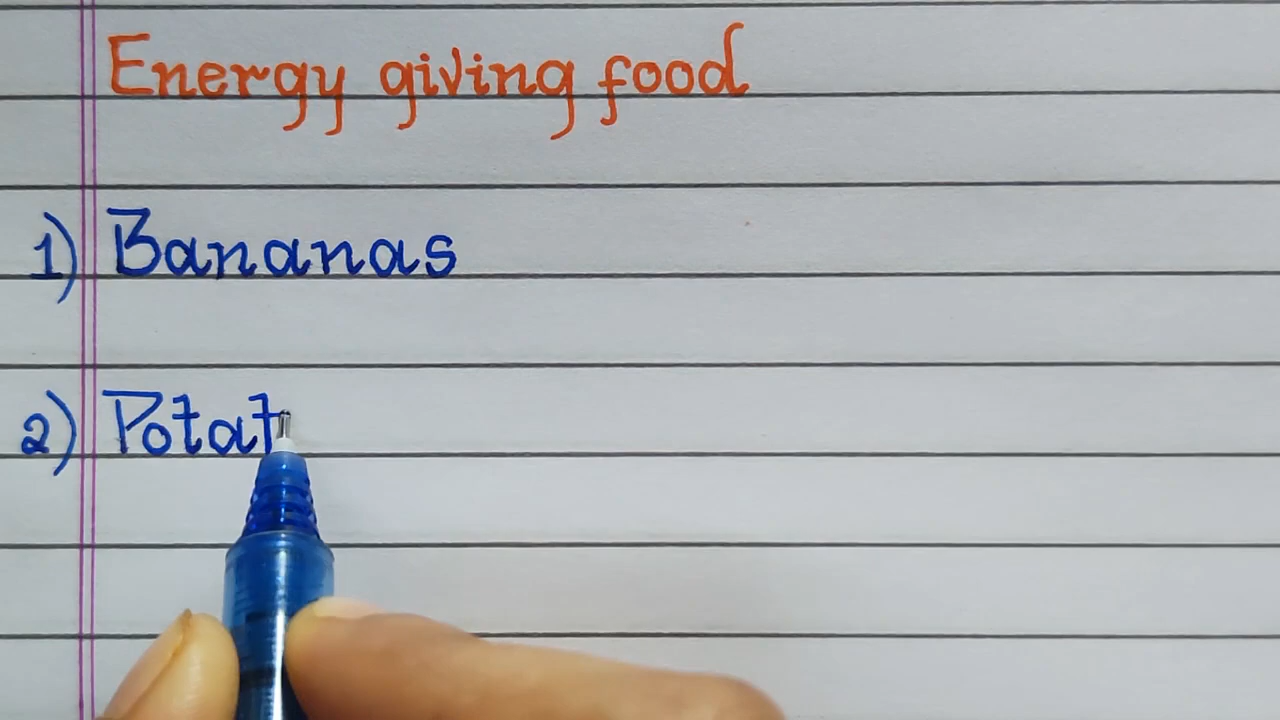 Energy giving food
1) Bananas
2) Potat